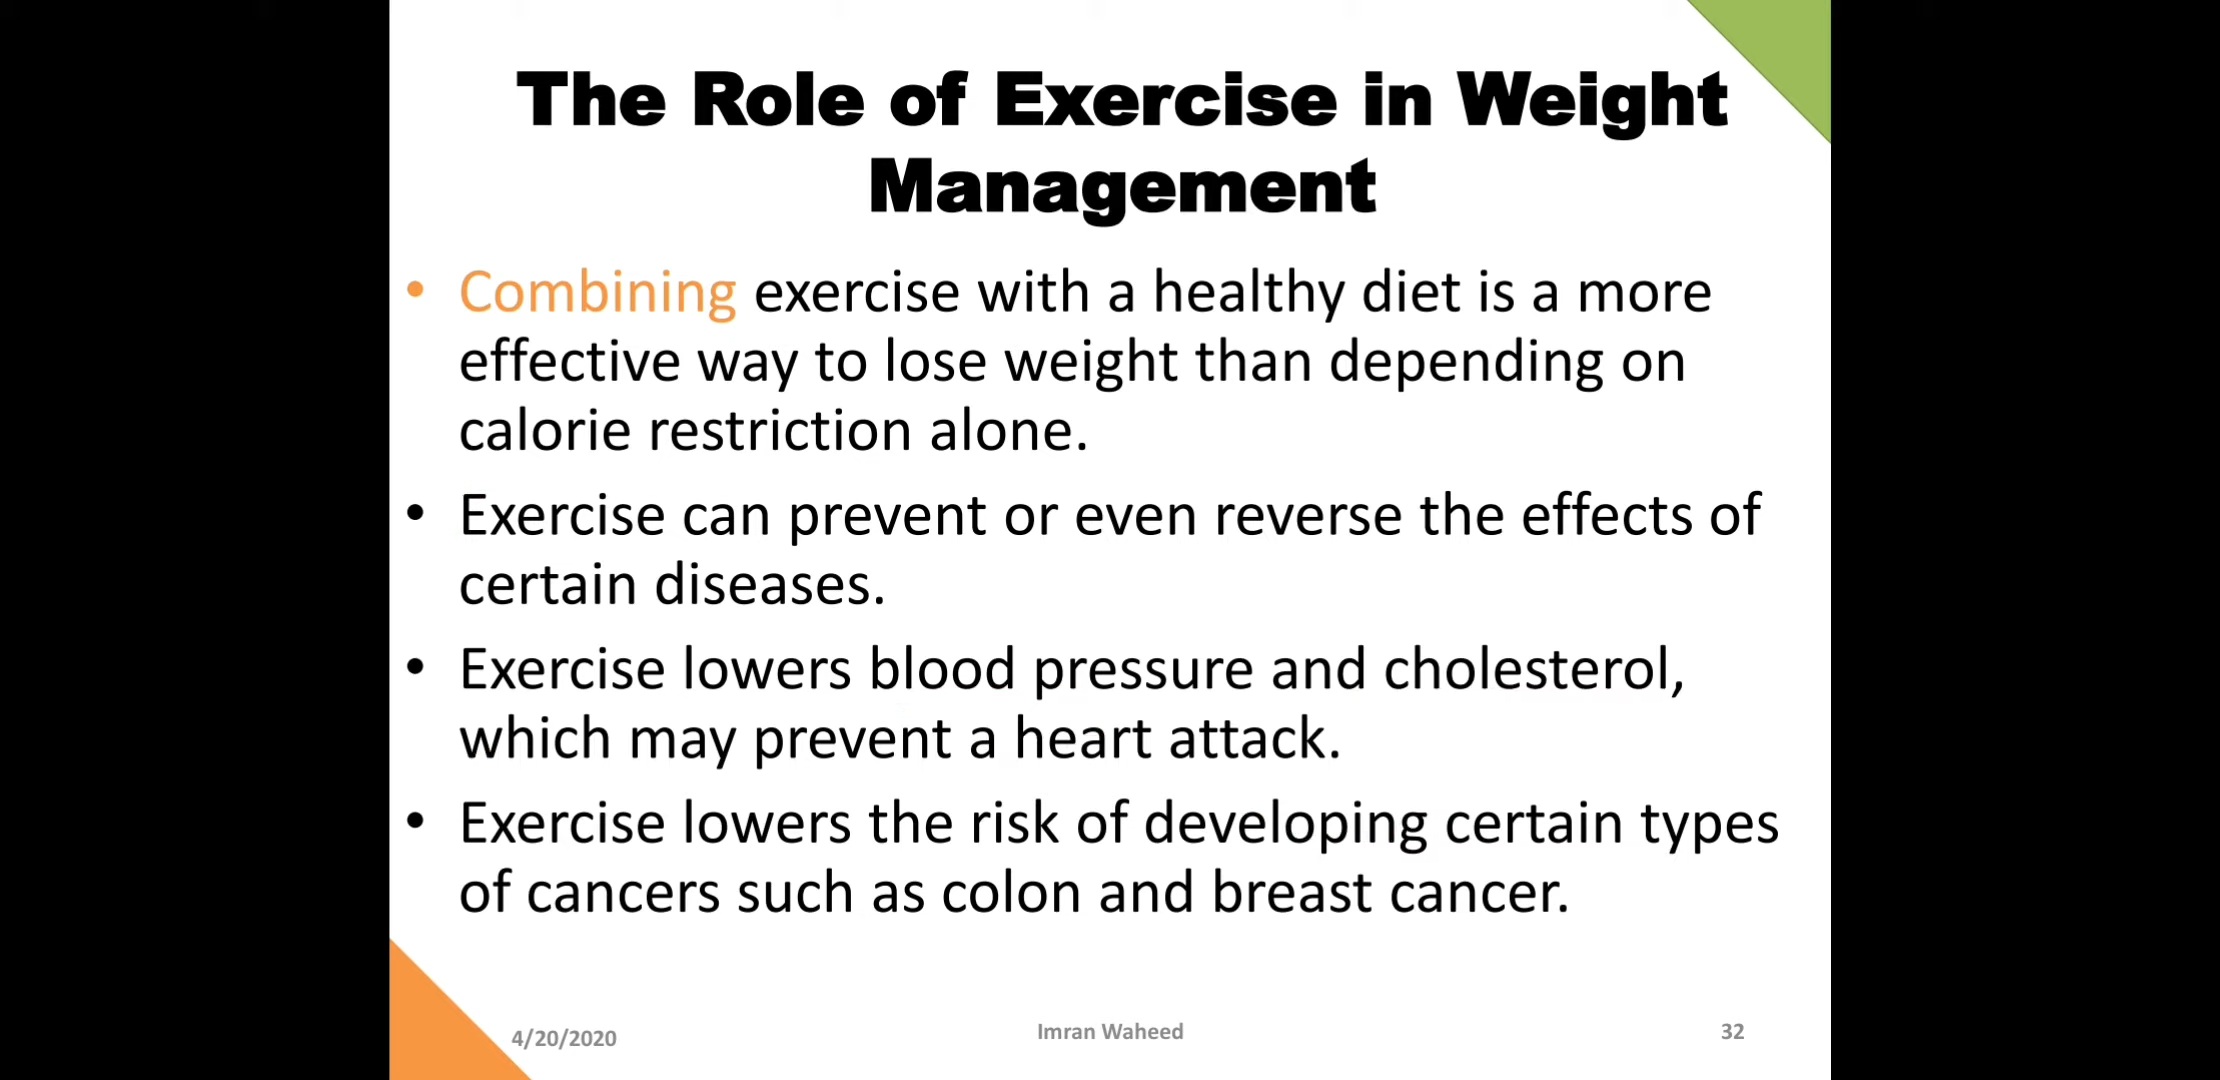 The Role of Exercise in Weight
Management
• Combining exercise with a healthy diet is a more
effective way to lose weight than depending on
calorie restriction alone.
• Exercise can prevent or even reverse the effects of
certain diseases.
• Exercise lowers blood pressure and cholesterol,
which may prevent a heart attack.
• Exercise lowers the risk of developing certain types
of cancers such as colon and breast cancer.
4/20/2020
Imran Waheed
32